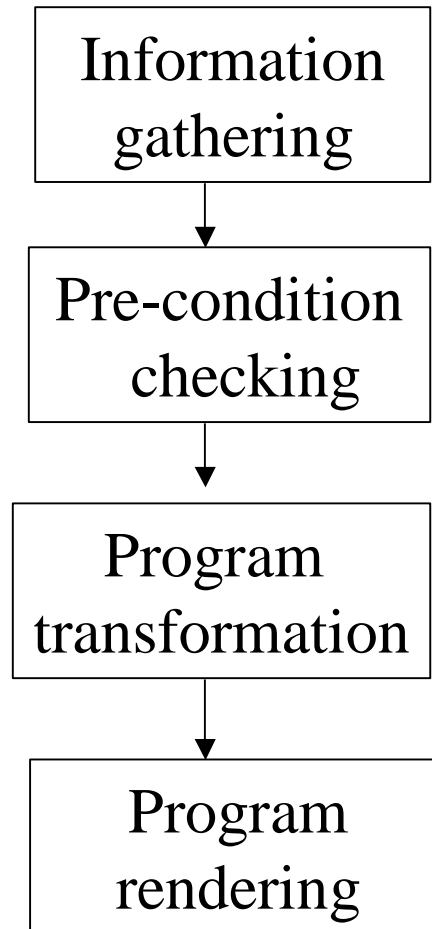 Information
gathering
Pre-condition
checking
Program
transformation
Program
rendering